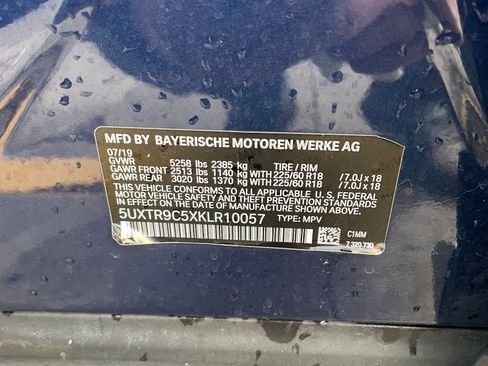 MFD BY BAYERISCHE MOTOREN WERKE AG
07/19
GVWR 5258 lbs 2385 kg TIRE / RIM
GAWR FRONT 2513 lbs 1140 kg WITH 225/60 R18 /7.0J x 18
GAWR REAR 3020 lbs 1370 kg WITH 225/60 R18 /7.0J x 18
THIS VEHICLE CONFORMS TO ALL APPLICABLE U.S. FEDERAL
MOTOR VEHICLE SAFETY AND THEFT PREVENTION STANDARDS
IN EFFECT ON THE DATE OF MANUFACTURE SHOWN ABOVE.
5UXTR9C5XKLR10057 TYPE: MPV
C1MM
7 320 730